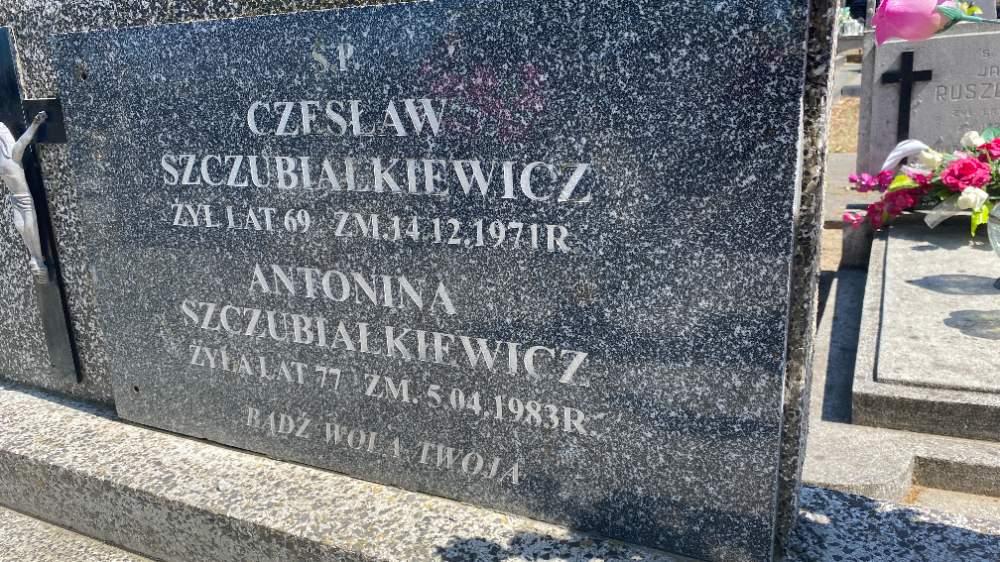 Ś.P.
CZESŁAW
SZCZUBIAŁKIEWICZ
ŻYŁ LAT 69 ZM.14.12.1971R
ANTONINA
SZCZUBIAŁKIEWICZ
ŻYŁA LAT 77 ZM. 5.04.1983R.
BĄDŹ WOLA TWOJA